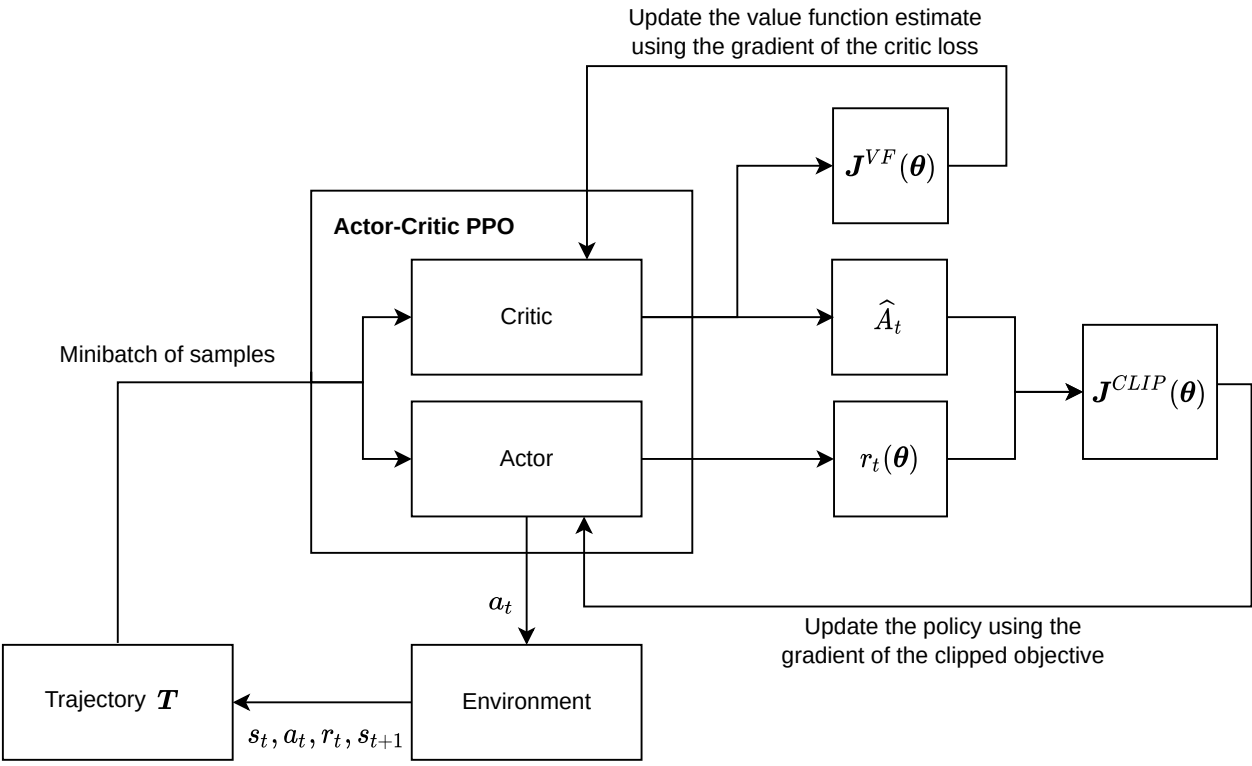 Update the value function estimate
using the gradient of the critic loss
J^{VF}(θ)
Actor-Critic PPO
Critic
\widehat{A}_t
Minibatch of samples
J^{CLIP}(θ)
Actor
r_t(θ)
a_t
Update the policy using the
gradient of the clipped objective
Trajectory T
Environment
s_t, a_t, r_t, s_{t+1}